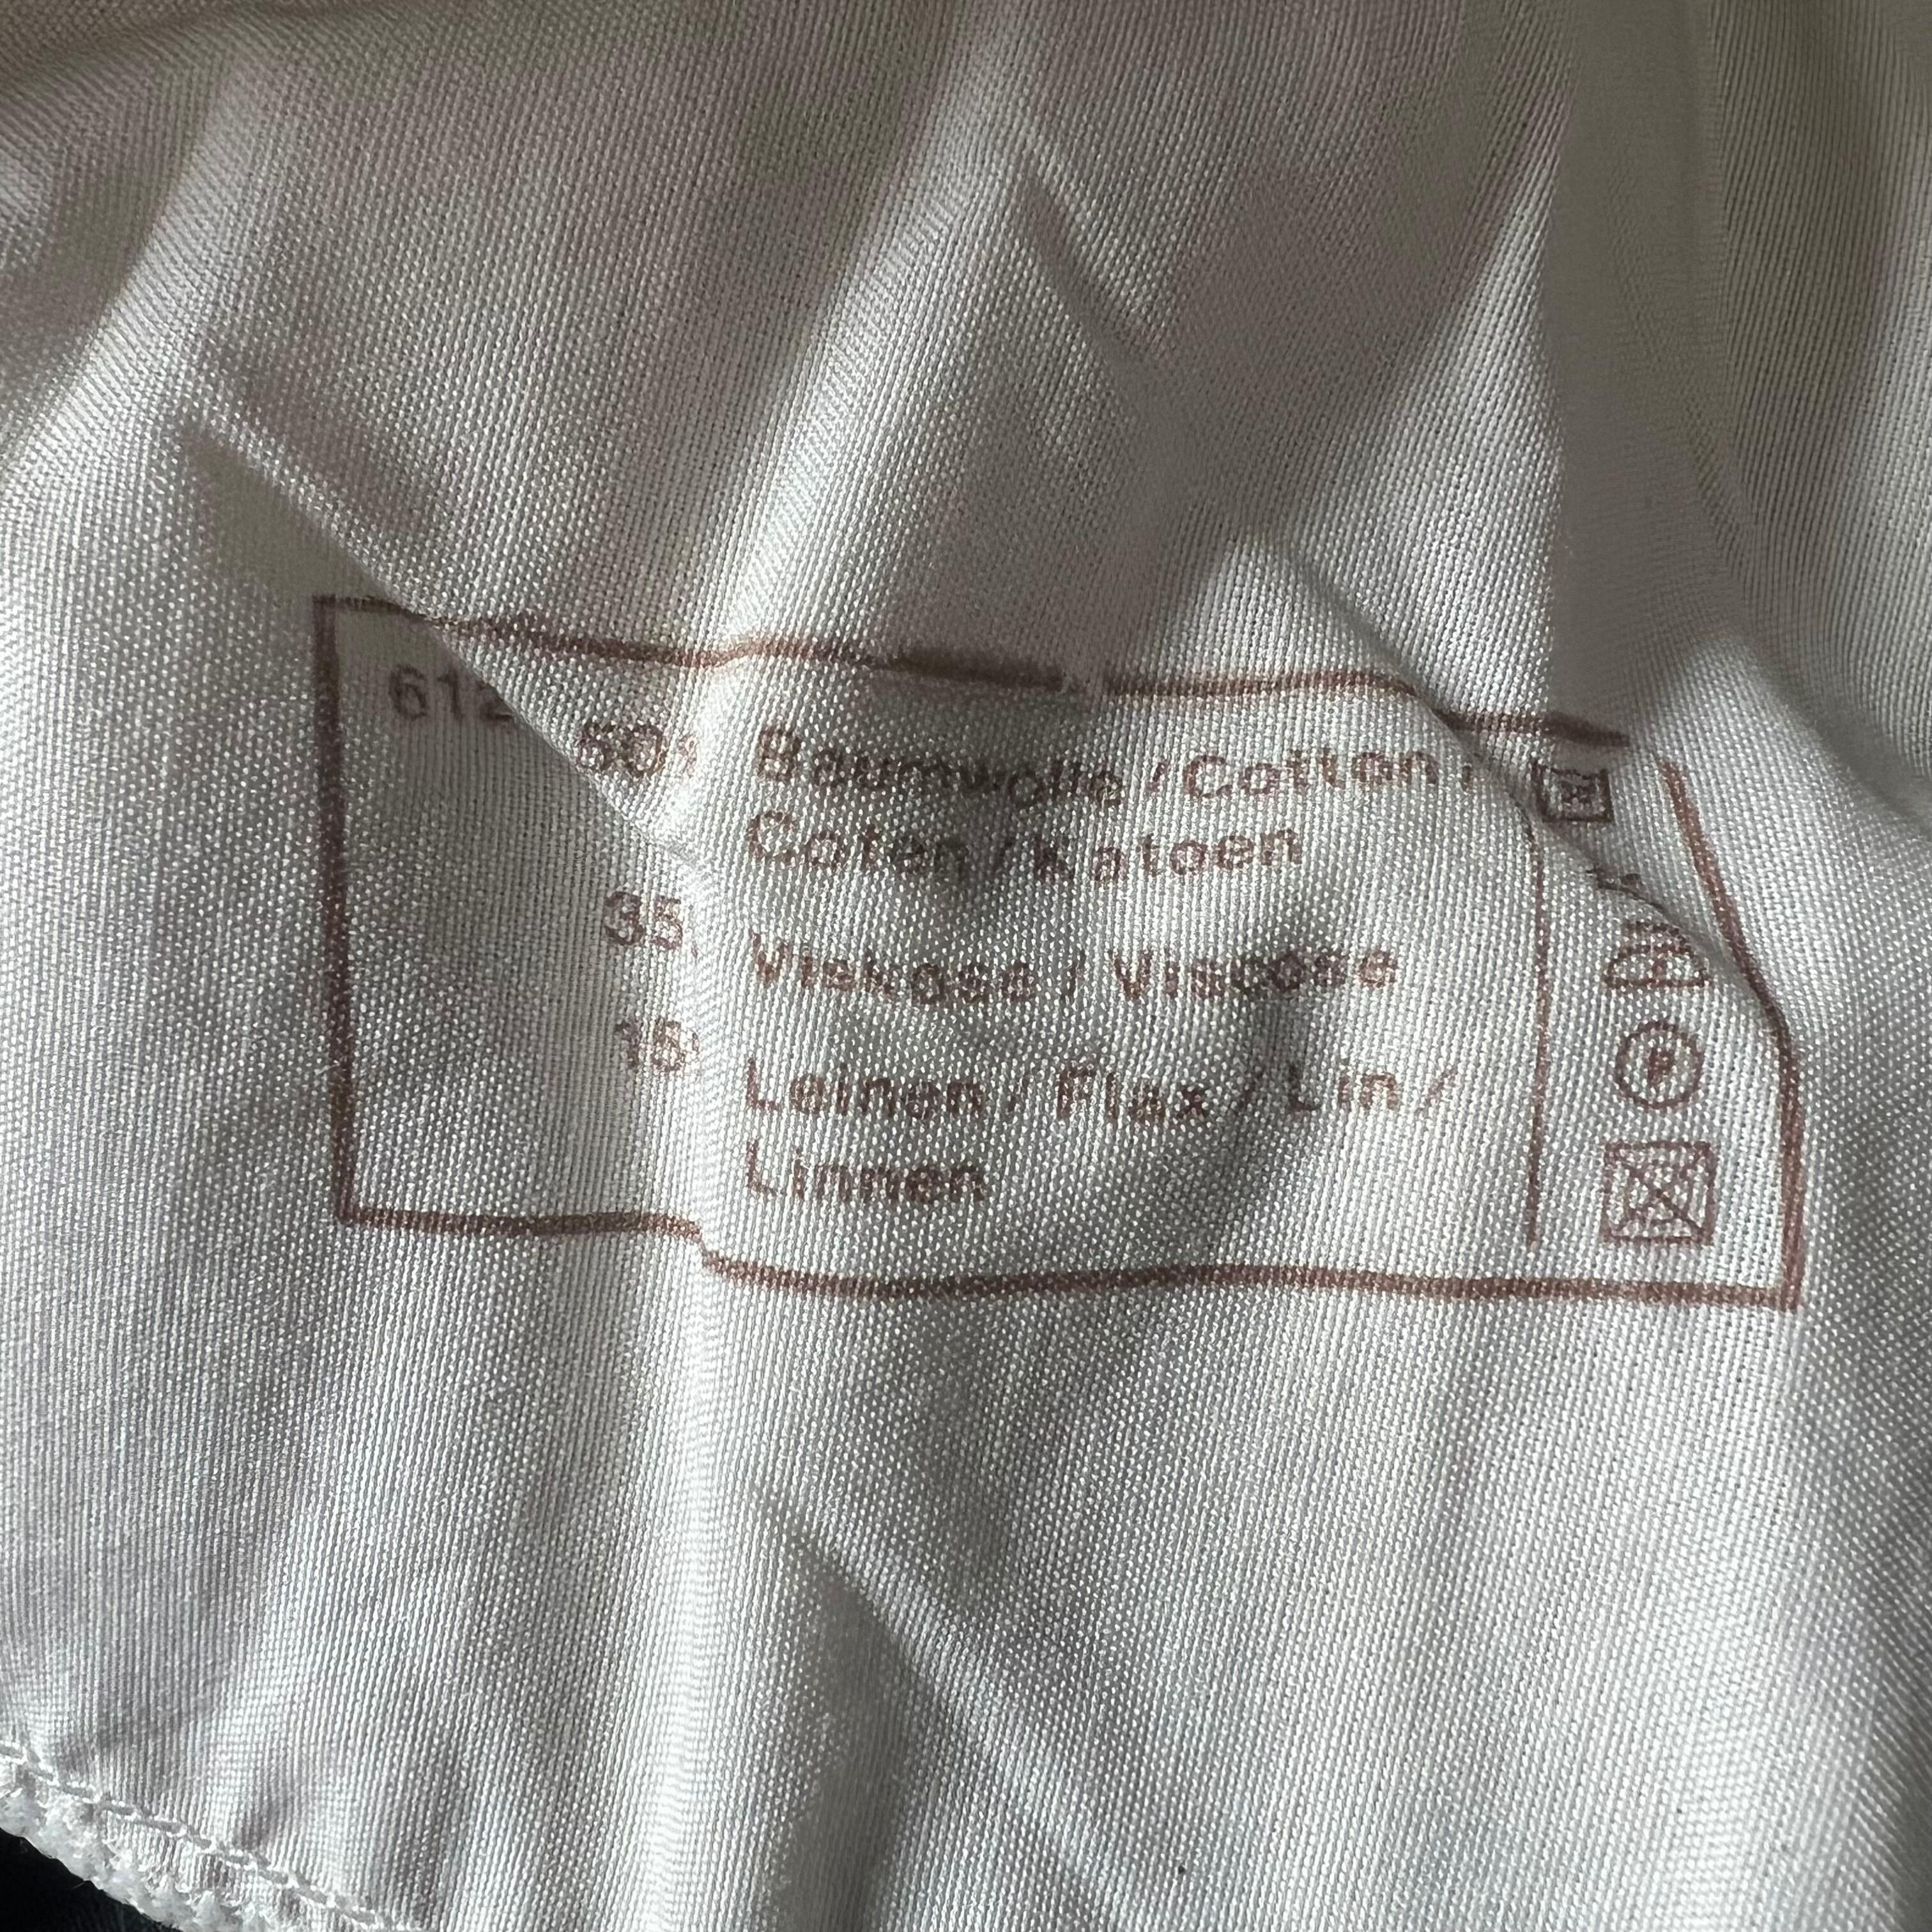 612
50% Baumwolle / Cotton /
Coton / Katoen
35 Viskose / Viscose
15 Leinen / Flax / Lin /
Linnen